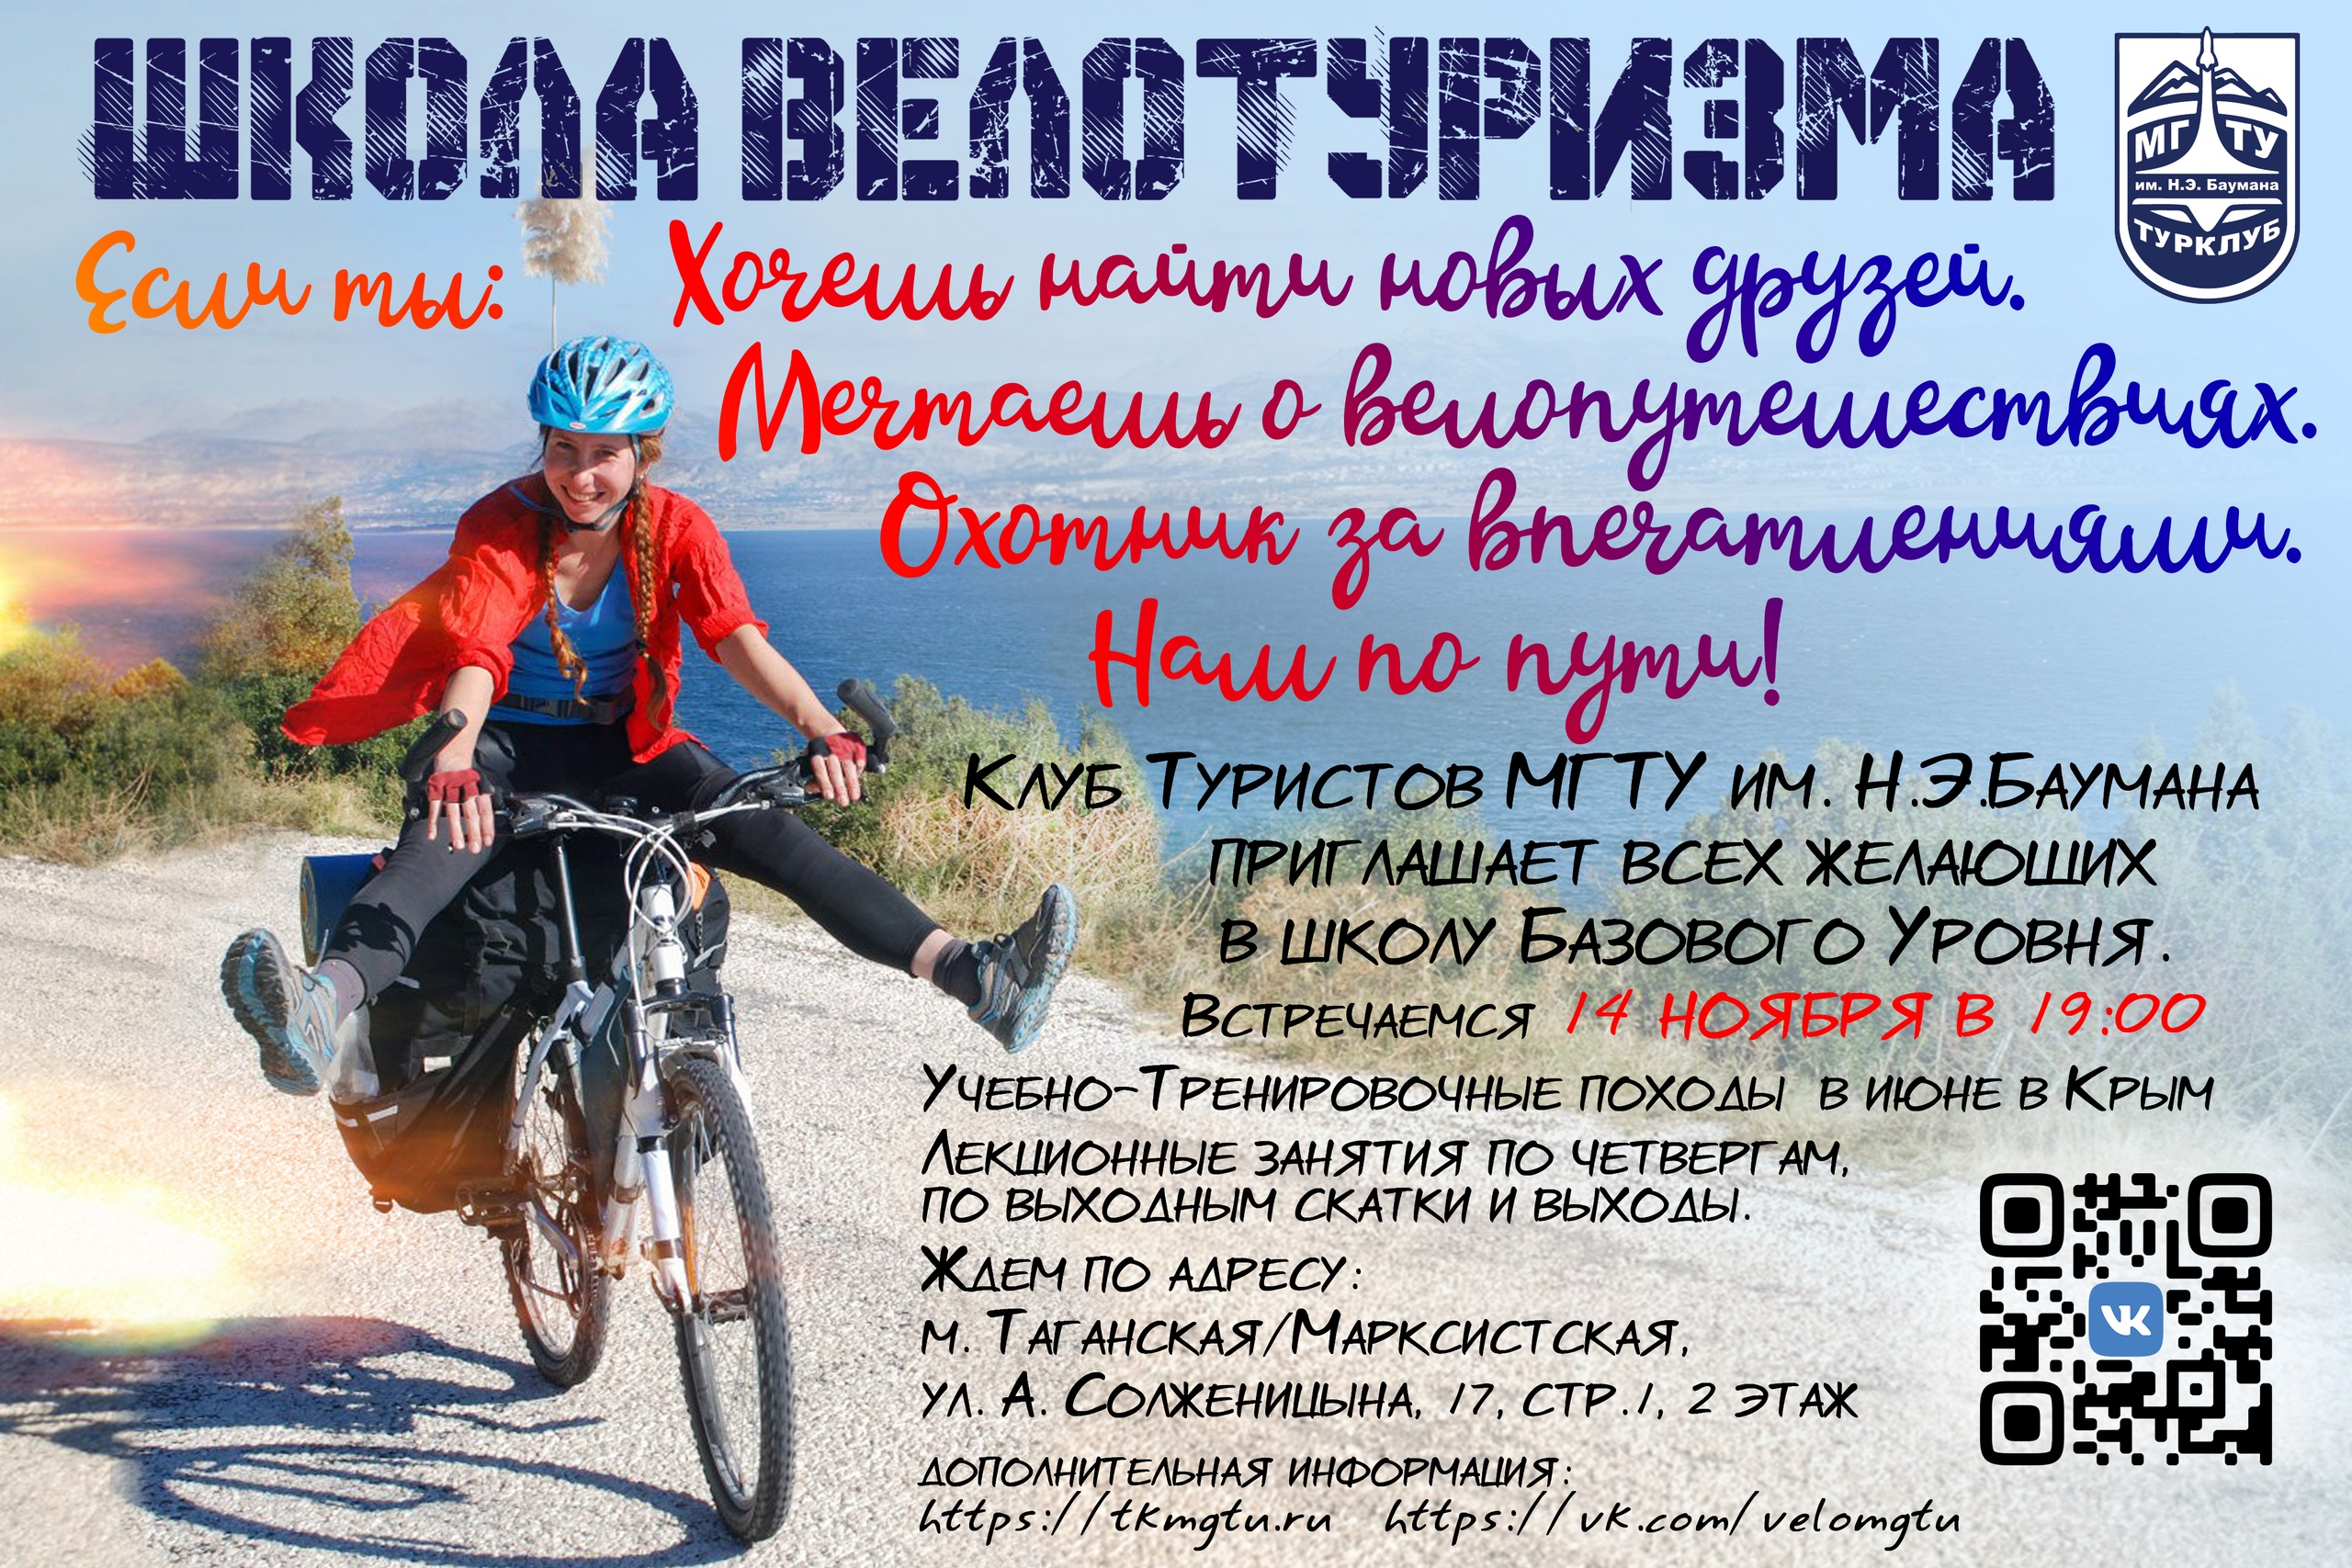 ШКОЛА ВЕЛОТУРИЗМА
МГТУ
им. Н.Э. Баумана
ТУРКЛУБ
Если ты: Хочешь найти новых друзей.
Мечтаешь о велопутешествиях.
Охотник за впечатлениями.
Нам по пути!
Клуб Туристов МГТУ им. Н.Э.Баумана
приглашает всех желающих
в школу Базового Уровня.
Встречаемся 14 ноября в 19:00
Учебно-Тренировочные походы в июне в Крым
Лекционные занятия по четвергам,
по выходным скатки и выходы.
Ждем по адресу:
м. Таганская/Марксистская,
ул. А. Солженицына, 17, стр.1, 2 этаж
дополнительная информация:
https://tkmgtu.ru https://vk.com/velomgtu